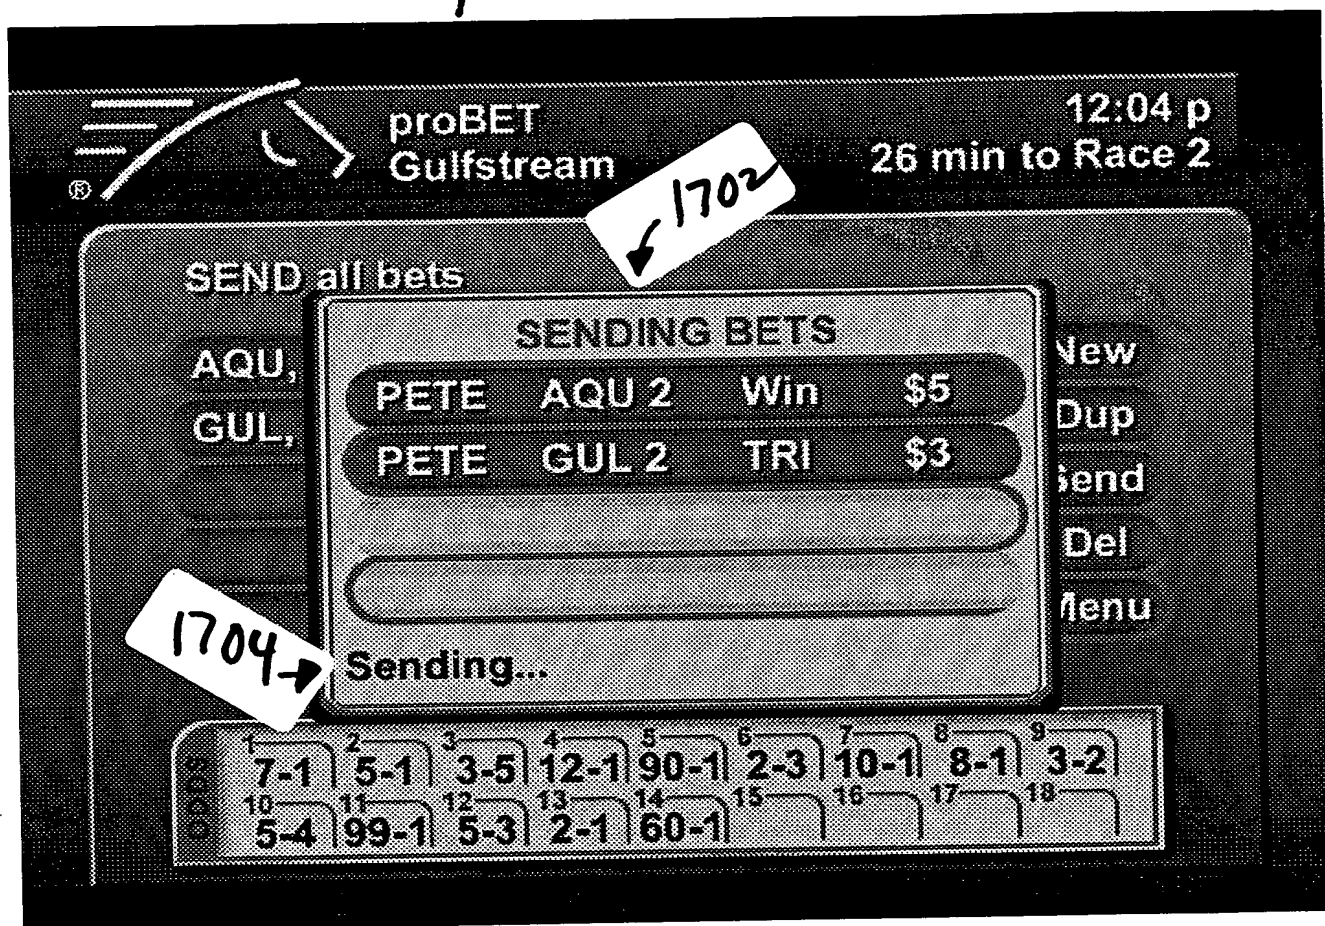 proBET
12:04 p
Gulfstream
26 min to Race 2
®
1702
SEND all bets
SENDING BETS
AQU,
New
PETE AQU 2 Win $5
GUL,
Dup
PETE GUL 2 TRI $3
Send
Del
Menu
1704
Sending...
ODDS
1 2 3 4 5 6 7 8 9
7-1 5-1 3-5 12-1 90-1 2-3 10-1 8-1 3-2
10 11 12 13 14 15 16 17 18
5-4 99-1 5-3 2-1 60-1